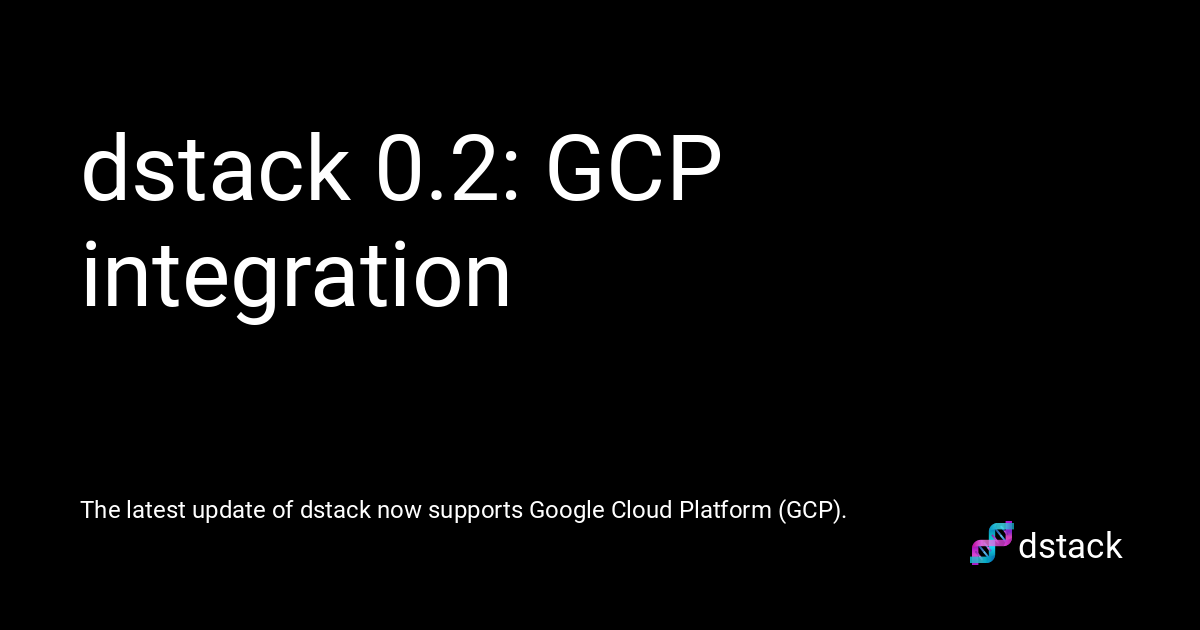 dstack 0.2: GCP
integration
The latest update of dstack now supports Google Cloud Platform (GCP).
dstack